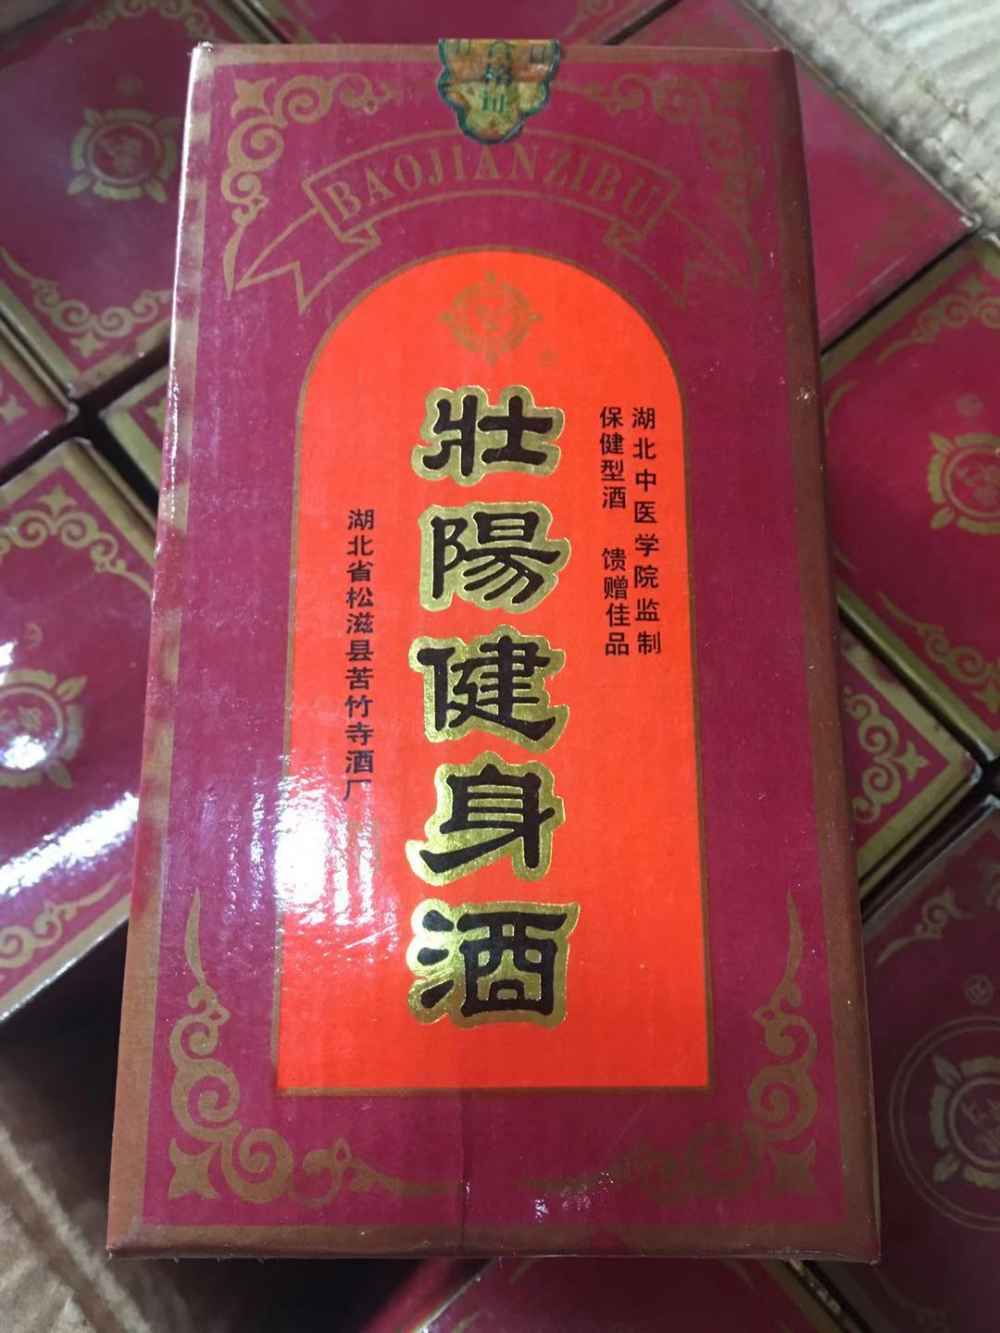 BAOJIANZIBU
湖北中医学院监制
保健型酒 馈赠佳品
壯陽健身酒
湖北省松滋县苦竹寺酒厂